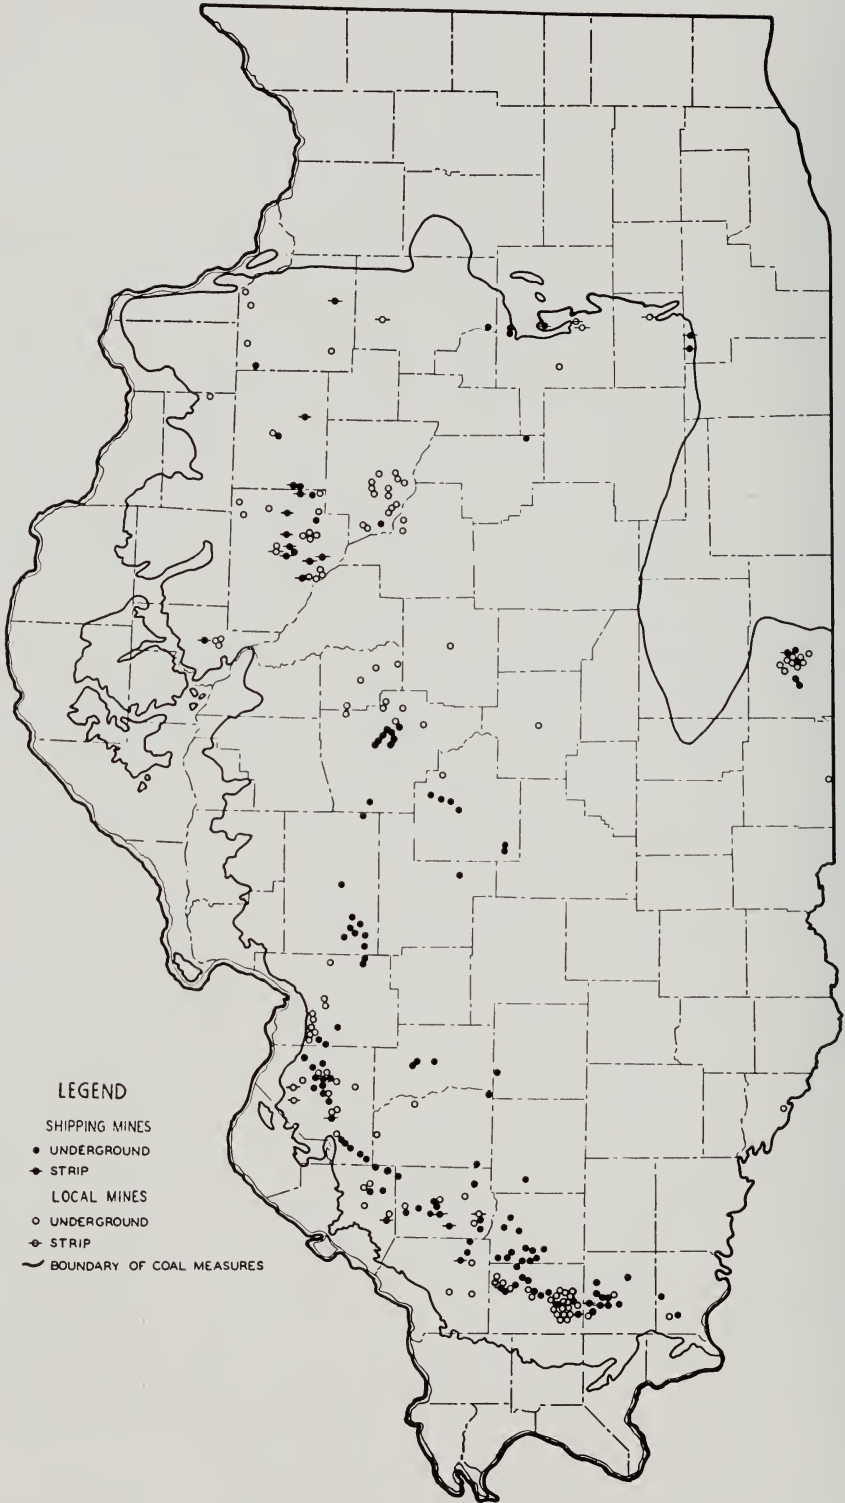 LEGEND
SHIPPING MINES
UNDERGROUND
STRIP
LOCAL MINES
UNDERGROUND
STRIP
BOUNDARY OF COAL MEASURES